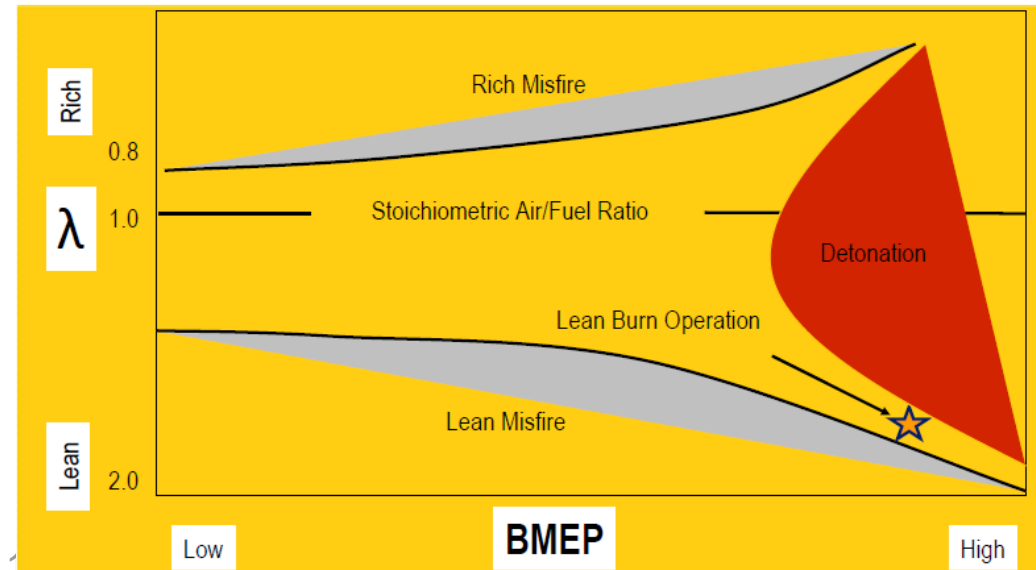 Rich Misfire
Rich
0.8
λ
1.0
Stoichiometric Air/Fuel Ratio
Detonation
Lean Burn Operation
Lean Misfire
Lean
2.0
Low
BMEP
High